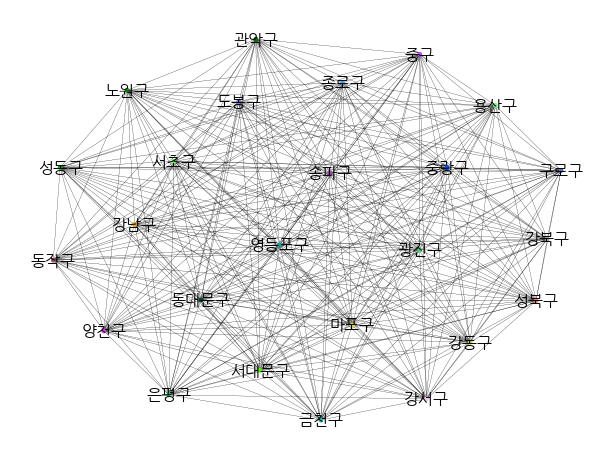 관악구
중구
종로구
노원구
도봉구
용산구
서초구
성동구
송파구
중랑구
구로구
강남구
강북구
영등포구
광진구
동작구
동대문구
성북구
마포구
양천구
강동구
서대문구
은평구
강서구
금천구